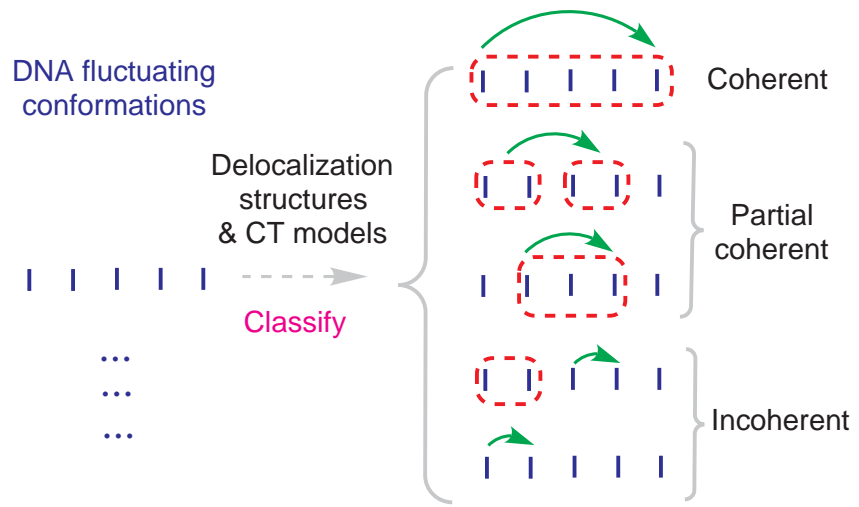 DNA fluctuating
conformations
Delocalization
structures
& CT models
Classify
...
...
...
Coherent
Partial
coherent
Incoherent